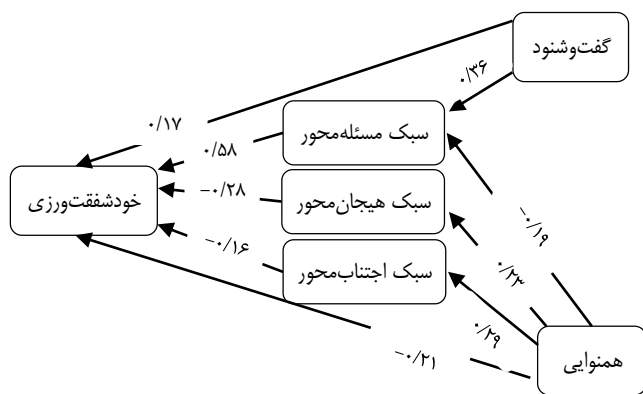 گفت‌وشنود
۰/۳۶
۰/۱۷
سبک مسئله‌محور
۰/۵۸
خودشفقت‌ورزی
سبک هیجان‌محور
-۰/۲۸
-۰/۱۹
سبک اجتناب‌محور
-۰/۱۶
۰/۲۳
۰/۲۹
همنوایی
-۰/۲۱